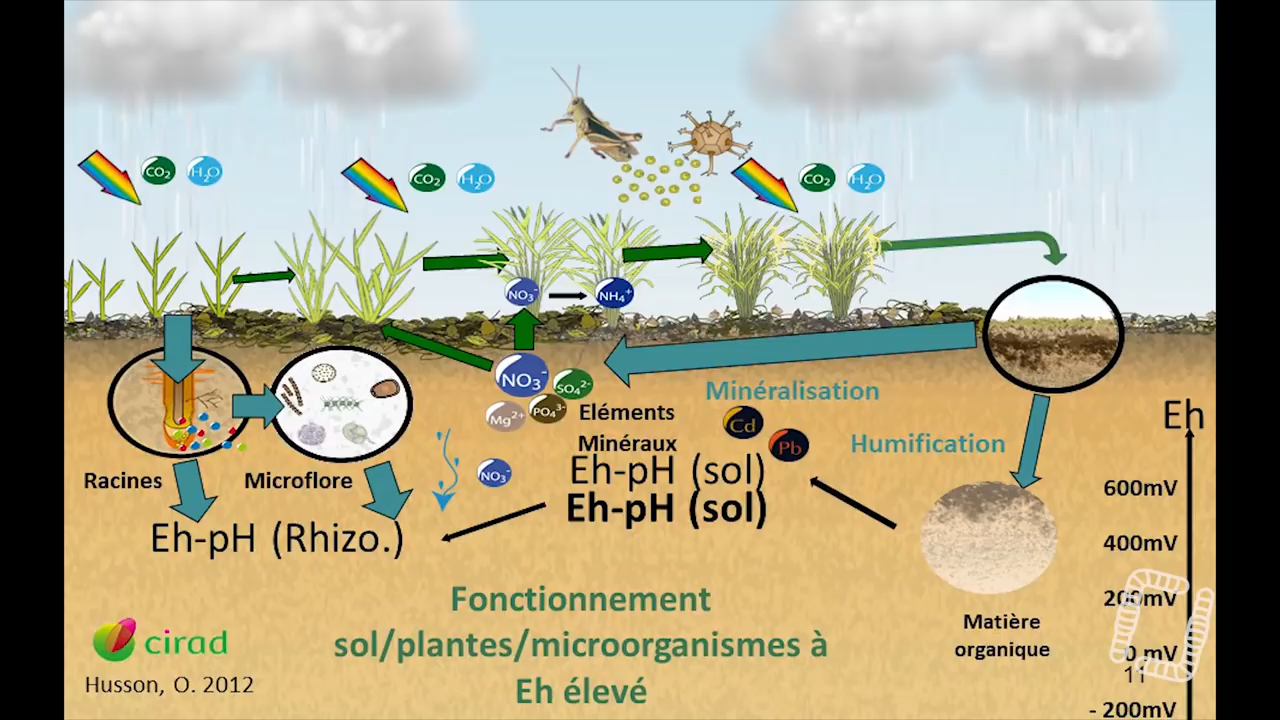 CO₂ H₂O
CO₂ H₂O
CO₂ H₂O
NO₃⁻ NH₄⁺
NO₃⁻ SO₄²⁻
Mg²⁺ PO₄³⁻
Eléments
Minéraux
Minéralisation
Cd
Pb
Humification
NO₃⁻
Racines
Microflore
Eh-pH (sol)
Eh-pH (sol)
Eh-pH (Rhizo.)
Matière
organique
Eh
600mV
400mV
200mV
0 mV
- 200mV
Fonctionnement
sol/plantes/microorganismes à
Eh élevé
cirad
Husson, O. 2012
11